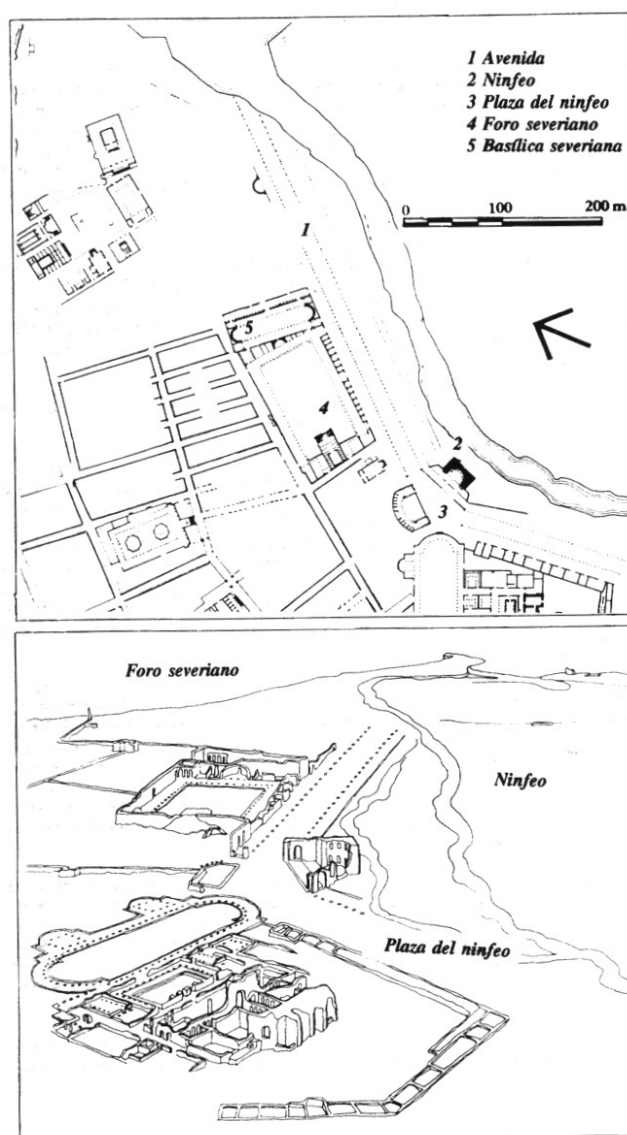 1 Avenida
2 Ninfeo
3 Plaza del ninfeo
4 Foro severiano
5 Basílica severiana
0 100 200 m.
1
5
4
2
3
Foro severiano
Ninfeo
Plaza del ninfeo